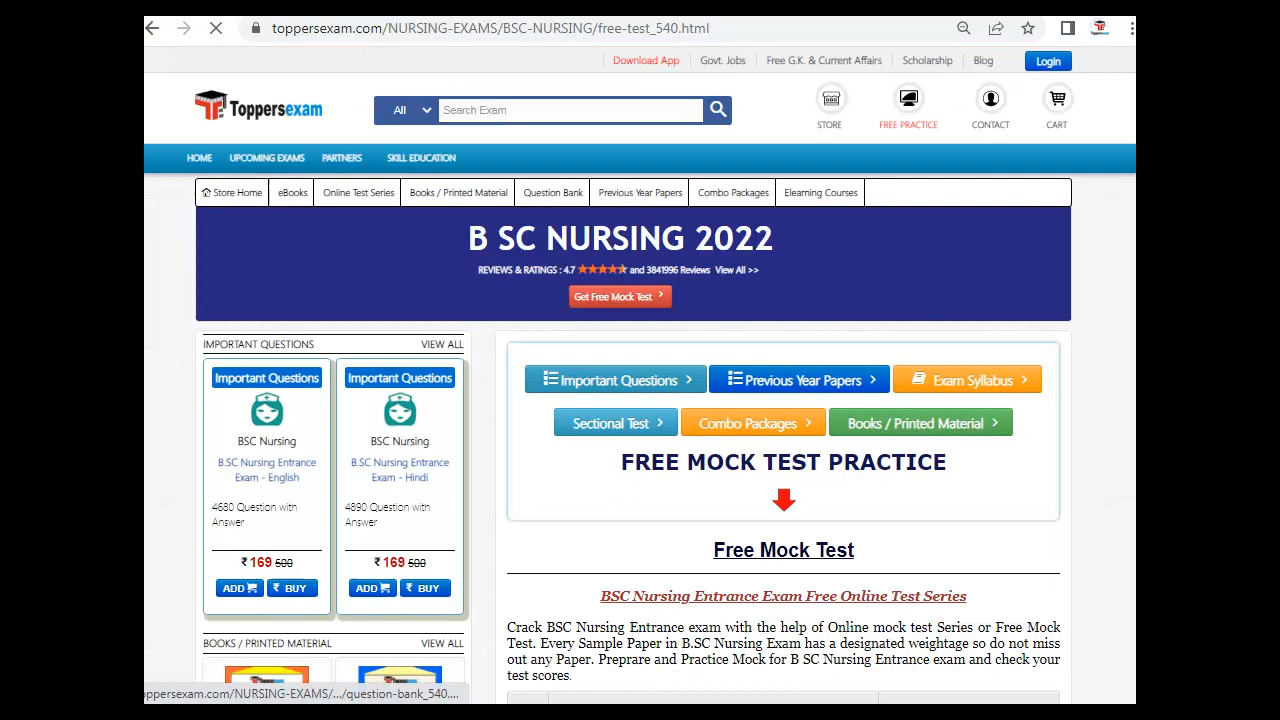 toppersexam.com/NURSING-EXAMS/BSC-NURSING/free-test_540.html
Download App Govt. Jobs Free G.K. & Current Affairs Scholarship Blog Login
Toppersexam
All Search Exam
STORE FREE PRACTICE CONTACT CART
HOME UPCOMING EXAMS PARTNERS SKILL EDUCATION
Store Home eBooks Online Test Series Books / Printed Material Question Bank Previous Year Papers Combo Packages Elearning Courses
B SC NURSING 2022
REVIEWS & RATINGS : 4.7 and 3841996 Reviews View All >>
Get Free Mock Test
IMPORTANT QUESTIONS VIEW ALL
Important Questions
BSC Nursing
B.SC Nursing Entrance
Exam - English
4680 Question with
Answer
₹ 169 500
ADD ₹ BUY
Important Questions
BSC Nursing
B.SC Nursing Entrance
Exam - Hindi
4890 Question with
Answer
₹ 169 500
ADD ₹ BUY
BOOKS / PRINTED MATERIAL VIEW ALL
Important Questions Previous Year Papers Exam Syllabus
Sectional Test Combo Packages Books / Printed Material
FREE MOCK TEST PRACTICE
Free Mock Test
BSC Nursing Entrance Exam Free Online Test Series
Crack BSC Nursing Entrance exam with the help of Online mock test Series or Free Mock
Test. Every Sample Paper in B.SC Nursing Exam has a designated weightage so do not miss
out any Paper. Preprare and Practice Mock for B SC Nursing Entrance exam and check your
test scores.
oppersexam.com/NURSING-EXAMS/.../question-bank_540....